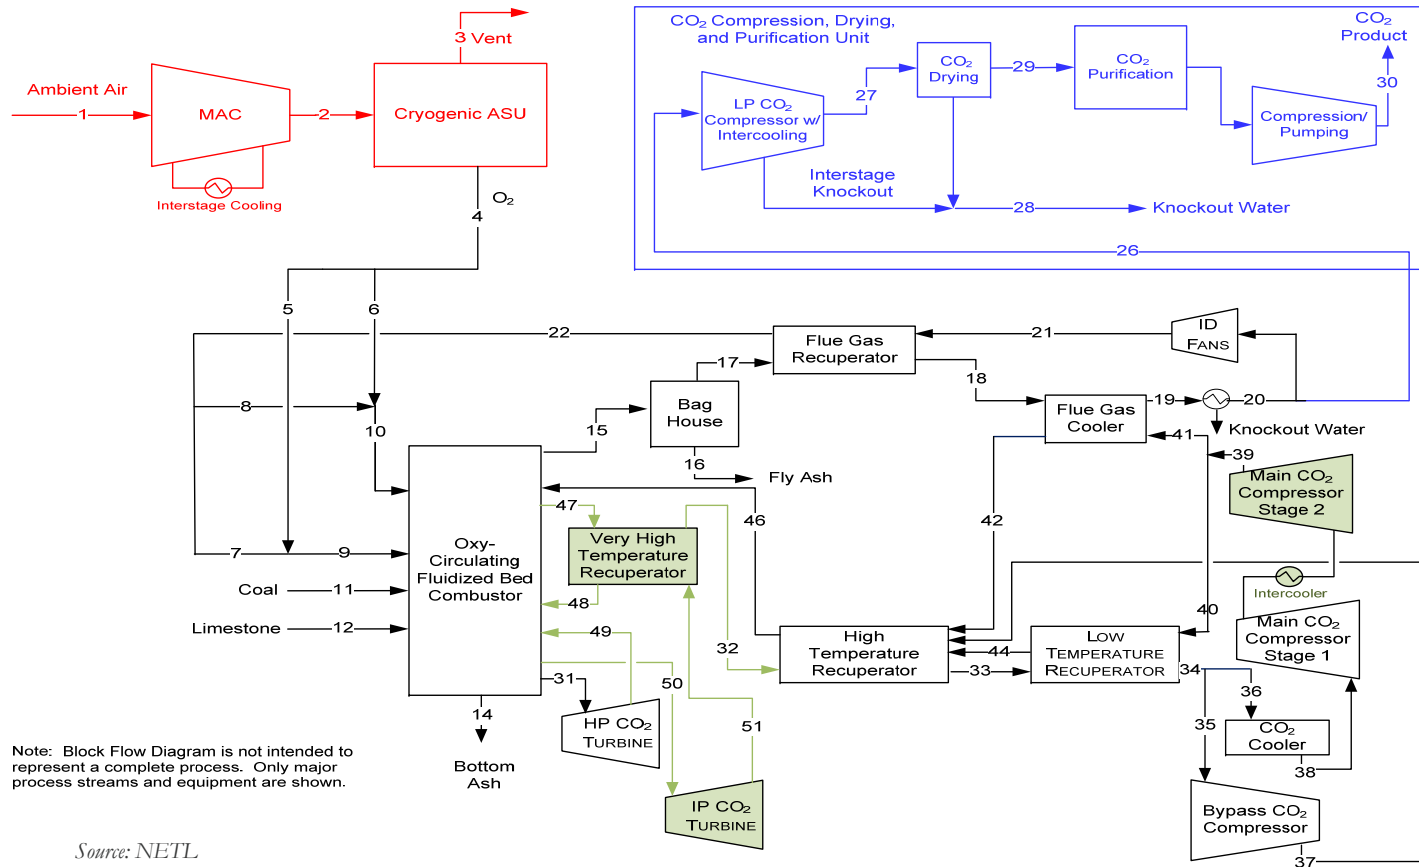 3 Vent
Ambient Air
1
MAC
2
Cryogenic ASU
Interstage Cooling
O₂
4
5
6
CO₂ Compression, Drying,
and Purification Unit
CO₂
Product
30
LP CO₂
Compressor w/
Intercooling
27
CO₂
Drying
29
CO₂
Purification
Compression/
Pumping
Interstage
Knockout
28
Knockout Water
26
22
Flue Gas
Recuperator
21
ID
FANS
17
18
8
10
15
Bag
House
16
Fly Ash
Flue Gas
Cooler
19
20
Knockout Water
41
39
Main CO₂
Compressor
Stage 2
Intercooler
Main CO₂
Compressor
Stage 1
40
42
46
47
Very High
Temperature
Recuperator
48
49
7
9
Oxy-
Circulating
Fluidized Bed
Combustor
Coal
11
Limestone
12
32
High
Temperature
Recuperator
44
33
LOW
TEMPERATURE
RECUPERATOR
34
36
35
CO₂
Cooler
38
31
50
51
14
Bottom
Ash
HP CO₂
TURBINE
IP CO₂
TURBINE
Bypass CO₂
Compressor
37
Note: Block Flow Diagram is not intended to
represent a complete process. Only major
process streams and equipment are shown.
Source: NETL